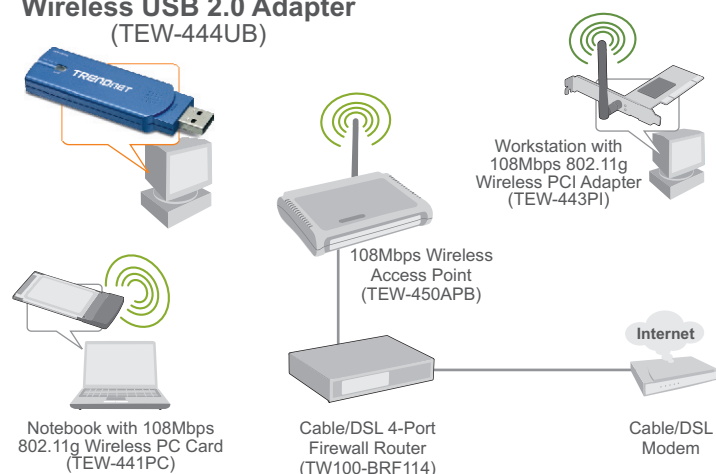 Wireless USB 2.0 Adapter
(TEW-444UB)
TRENDnet
Workstation with
108Mbps 802.11g
Wireless PCI Adapter
(TEW-443PI)
108Mbps Wireless
Access Point
(TEW-450APB)
Internet
Notebook with 108Mbps
802.11g Wireless PC Card
(TEW-441PC)
Cable/DSL 4-Port
Firewall Router
(TW100-BRF114)
Cable/DSL
Modem